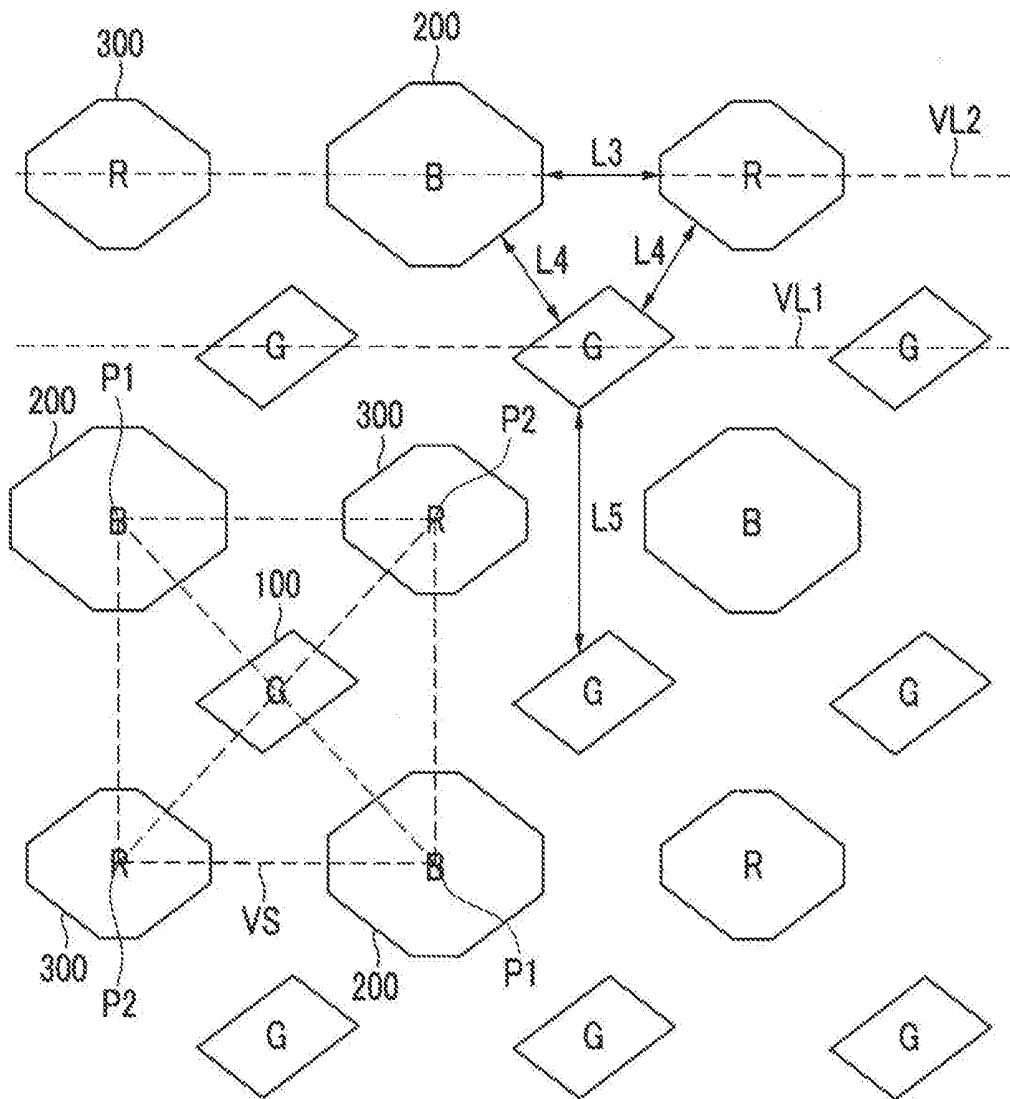 300 200
R B L3 R VL2
L4 L4
G G VL1 G
P1
200 300 P2
B R L5 B
100
G G G
R B R
VS
300 200 P1
P2
G G G